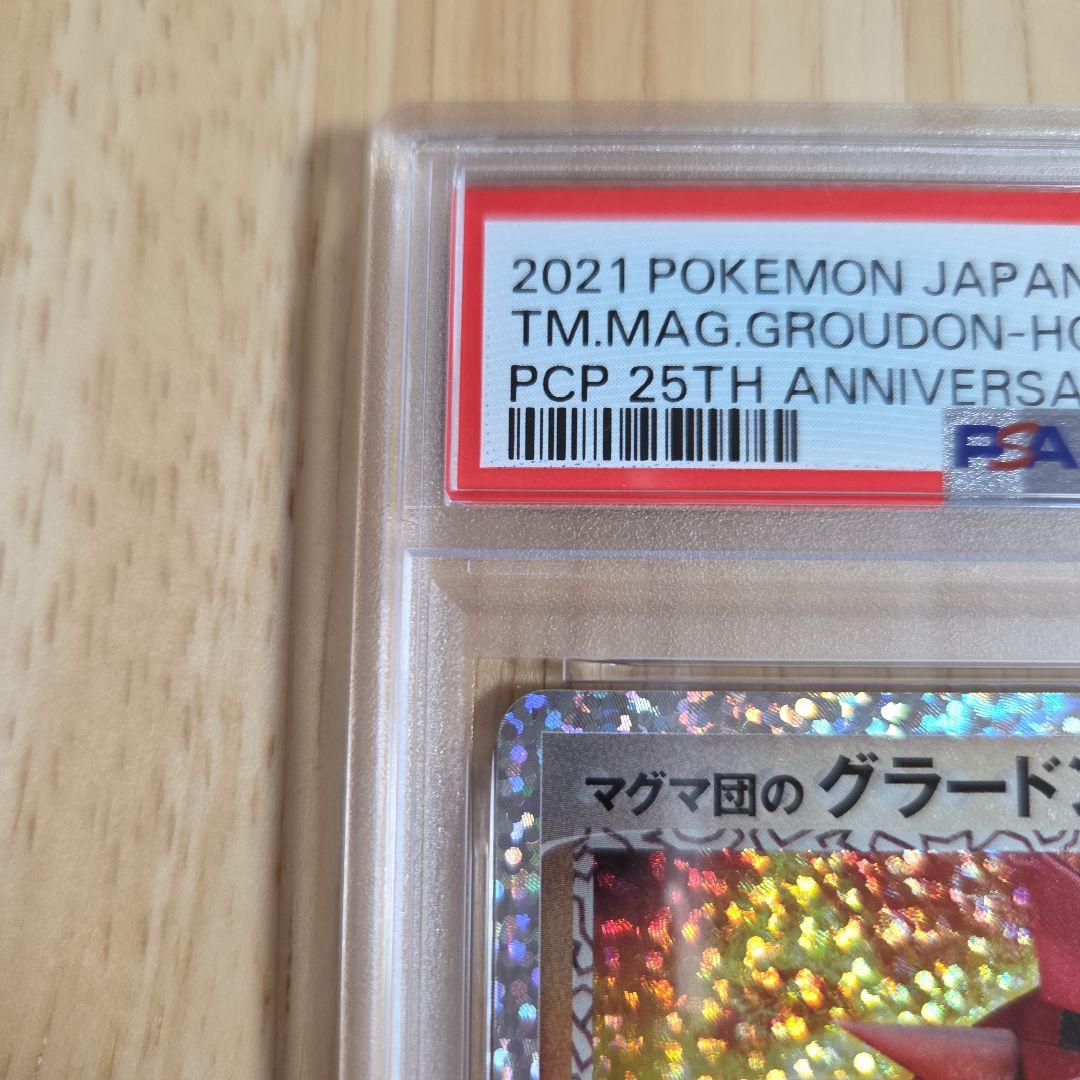 2021 POKEMON JAPAN
TM.MAG.GROUDON-HO
PCP 25TH ANNIVERSA
PSA
マグマ団の グラードン